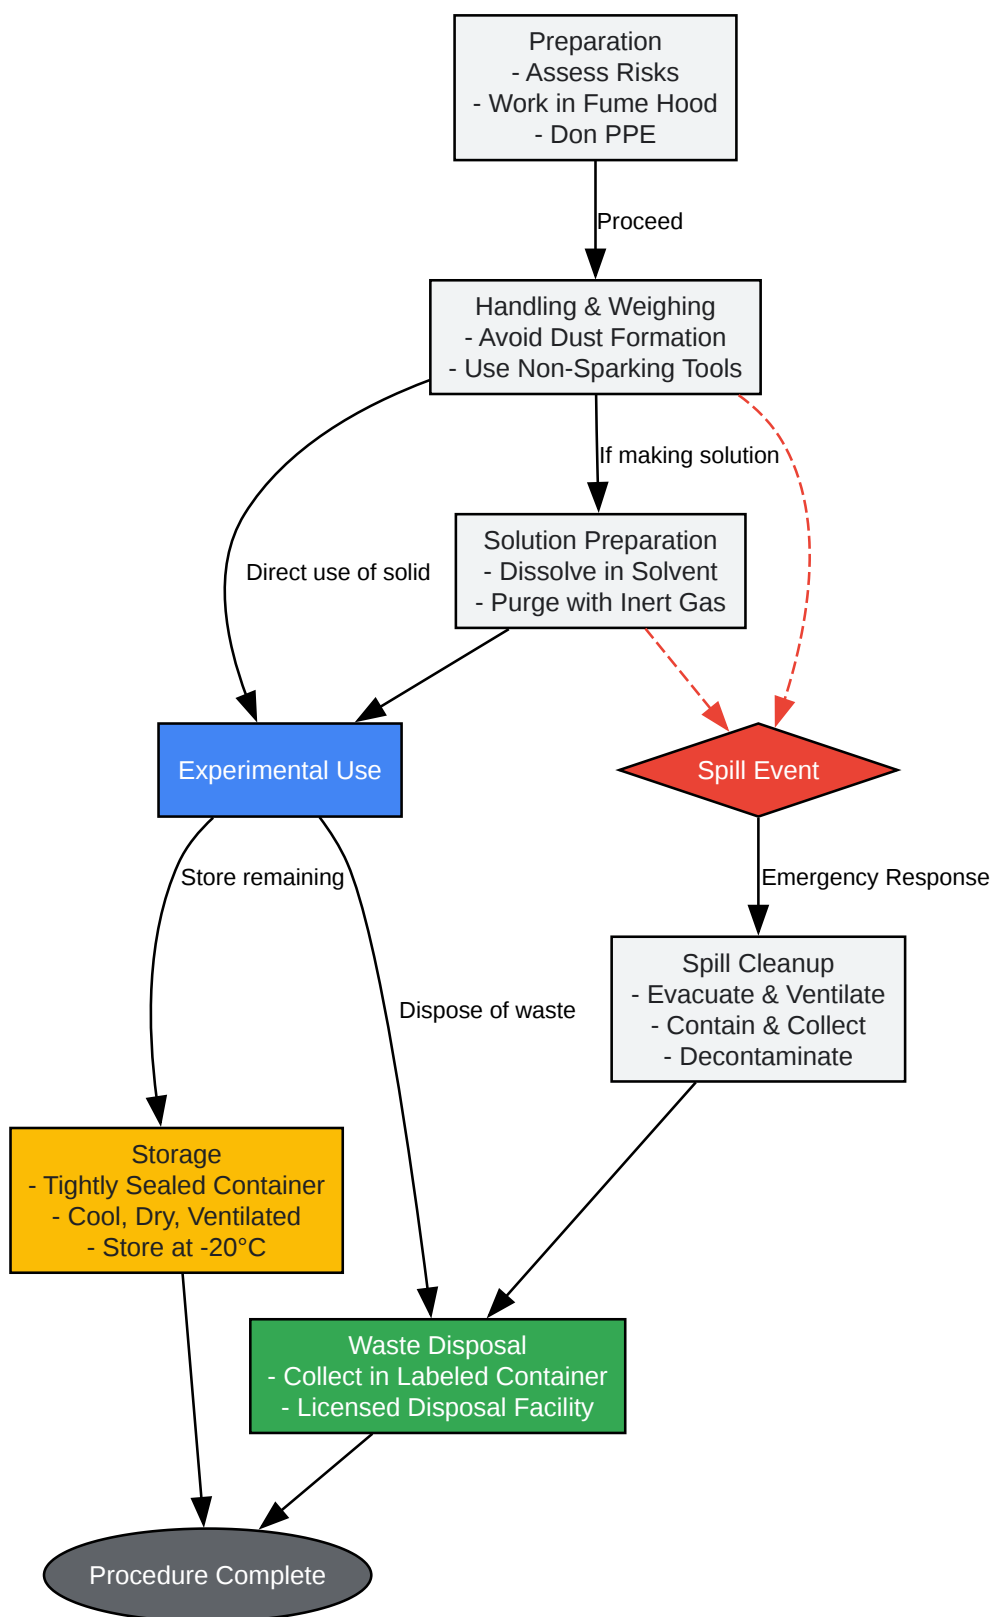 Preparation
- Assess Risks
- Work in Fume Hood
- Don PPE
Proceed
Handling & Weighing
- Avoid Dust Formation
- Use Non-Sparking Tools
If making solution
Direct use of solid
Solution Preparation
- Dissolve in Solvent
- Purge with Inert Gas
Experimental Use
Spill Event
Store remaining
Emergency Response
Dispose of waste
Spill Cleanup
- Evacuate & Ventilate
- Contain & Collect
- Decontaminate
Storage
- Tightly Sealed Container
- Cool, Dry, Ventilated
- Store at -20°C
Waste Disposal
- Collect in Labeled Container
- Licensed Disposal Facility
Procedure Complete